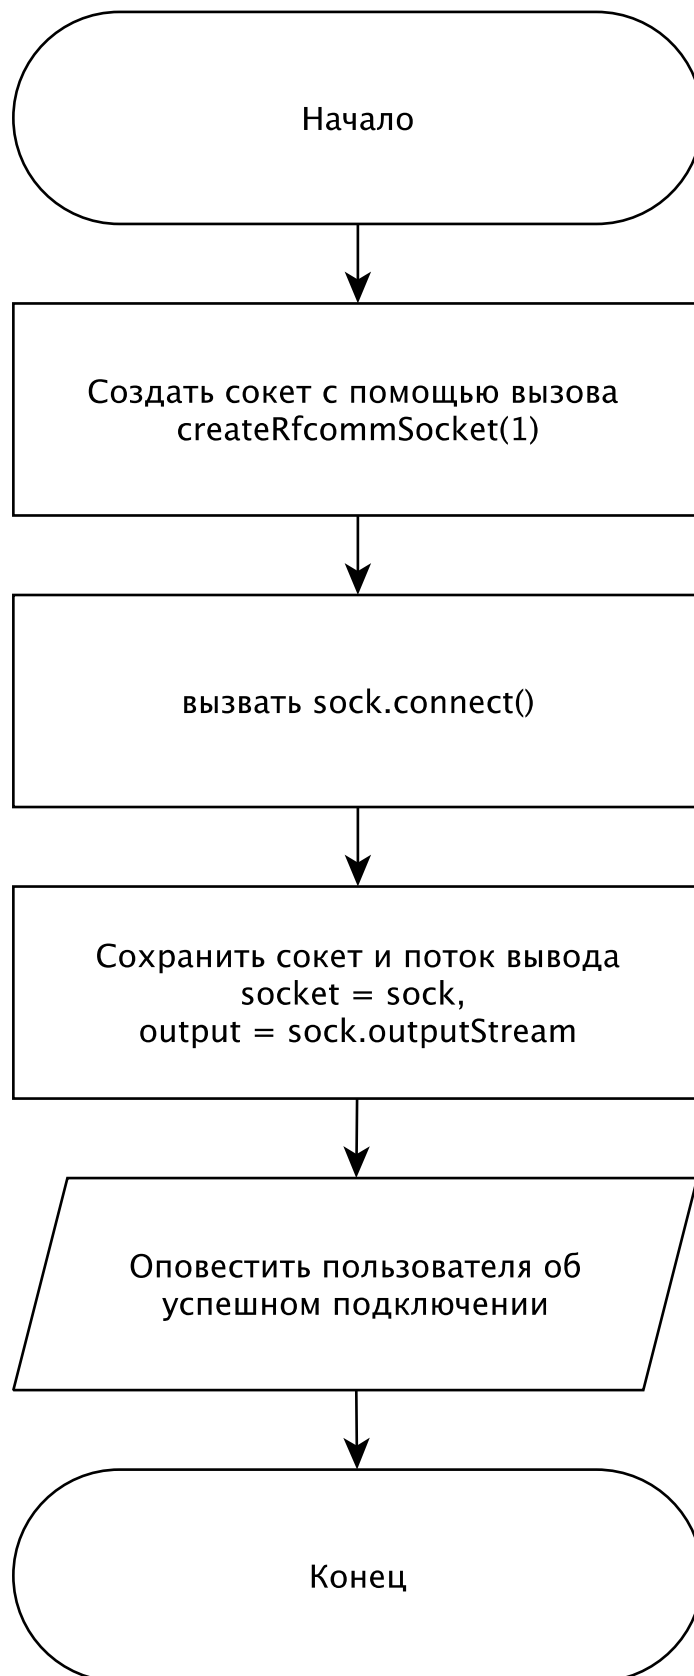 Начало
Создать сокет с помощью вызова
createRfcommSocket(1)
вызвать sock.connect()
Сохранить сокет и поток вывода
socket = sock,
output = sock.outputStream
Оповестить пользователя об
успешном подключении
Конец